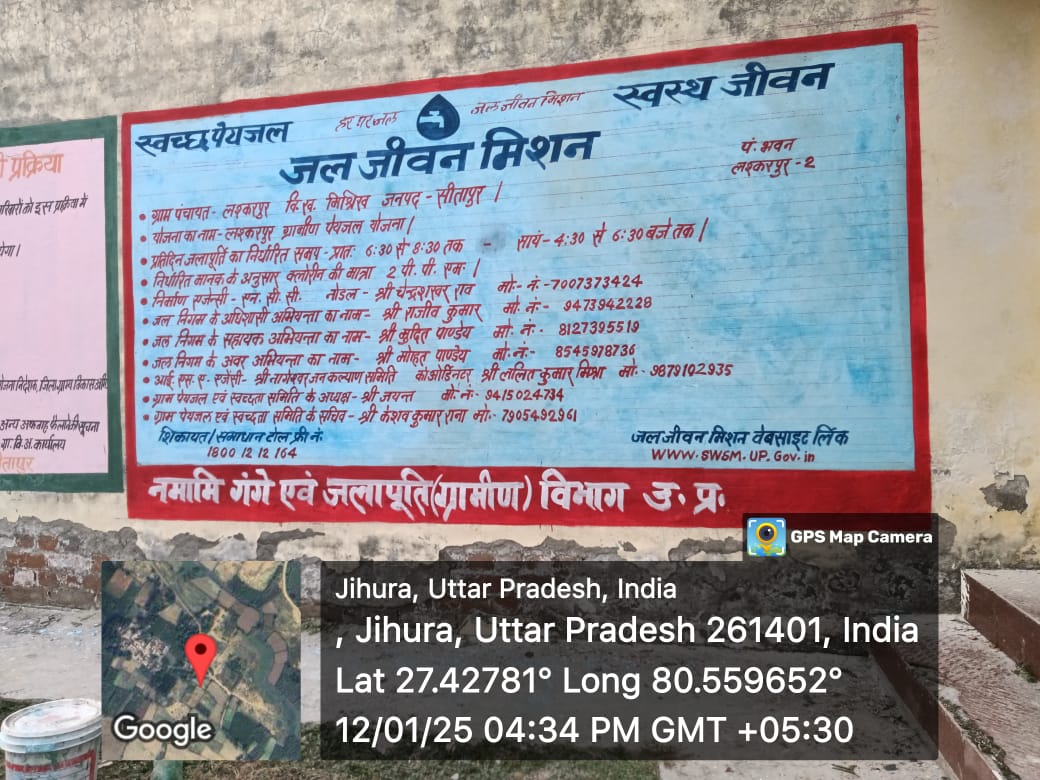 स्वच्छ पेयजल
हर घर जल
जल जीवन मिशन
स्वस्थ जीवन
जल जीवन मिशन
पं. भवन
लश्करपुर - 2
• ग्राम पंचायत - लश्करपुर वि.ख. मिश्रिख जनपद - सीतापुर |
• योजना का नाम - लश्करपुर ग्रामीण पेयजल योजना |
• प्रतिदिन जलापूर्ति का निर्धारित समय - प्रातः 6:30 से 8:30 तक - सायं - 4:30 से 6:30 बजे तक |
• निर्धारित मानक के अनुसार क्लोरीन की मात्रा 2 पी. पी. एम. |
• निर्माण एजेन्सी - एन. सी. सी. नोडल - श्री चन्द्रशेखर राव मो. - नं. - 7007373424
• जल निगम के अधिशासी अभियन्ता का नाम - श्री राजीव कुमार मो. नं. - 9473942228
• जल निगम के सहायक अभियन्ता का नाम - श्री पाण्डेय मो. नं. - 8127395519
• जल निगम के अवर अभियन्ता का नाम - श्री पाण्डेय मो. नं. - 8545978736
• आई. एस. ए. एजेंसी - श्री नागेश्वर जन कल्याण समिति कोओर्डिनटर श्री ललित कुमार मिश्रा मो. - 9879102935
• ग्राम पेयजल एवं स्वच्छता समिति के अध्यक्ष - श्री जयन्त मो. नं. - 9415024734
• ग्राम पेयजल एवं स्वच्छता समिति के सचिव - श्री केशव कुमार राना मो. - 7905492961
शिकायत / समाधान टोल फ्री नं.
1800 12 12 164
जल जीवन मिशन वेबसाइट लिंक
WWW.SWSM.UP.Gov.in
नमामि गंगे एवं जलापूर्ति (ग्रामीण) विभाग उ. प्र.
प्रक्रिया
को इस प्रक्रिया में
कार्यालय
GPS Map Camera
Jihura, Uttar Pradesh, India
, Jihura, Uttar Pradesh 261401, India
Lat 27.42781° Long 80.559652°
12/01/25 04:34 PM GMT +05:30
Google